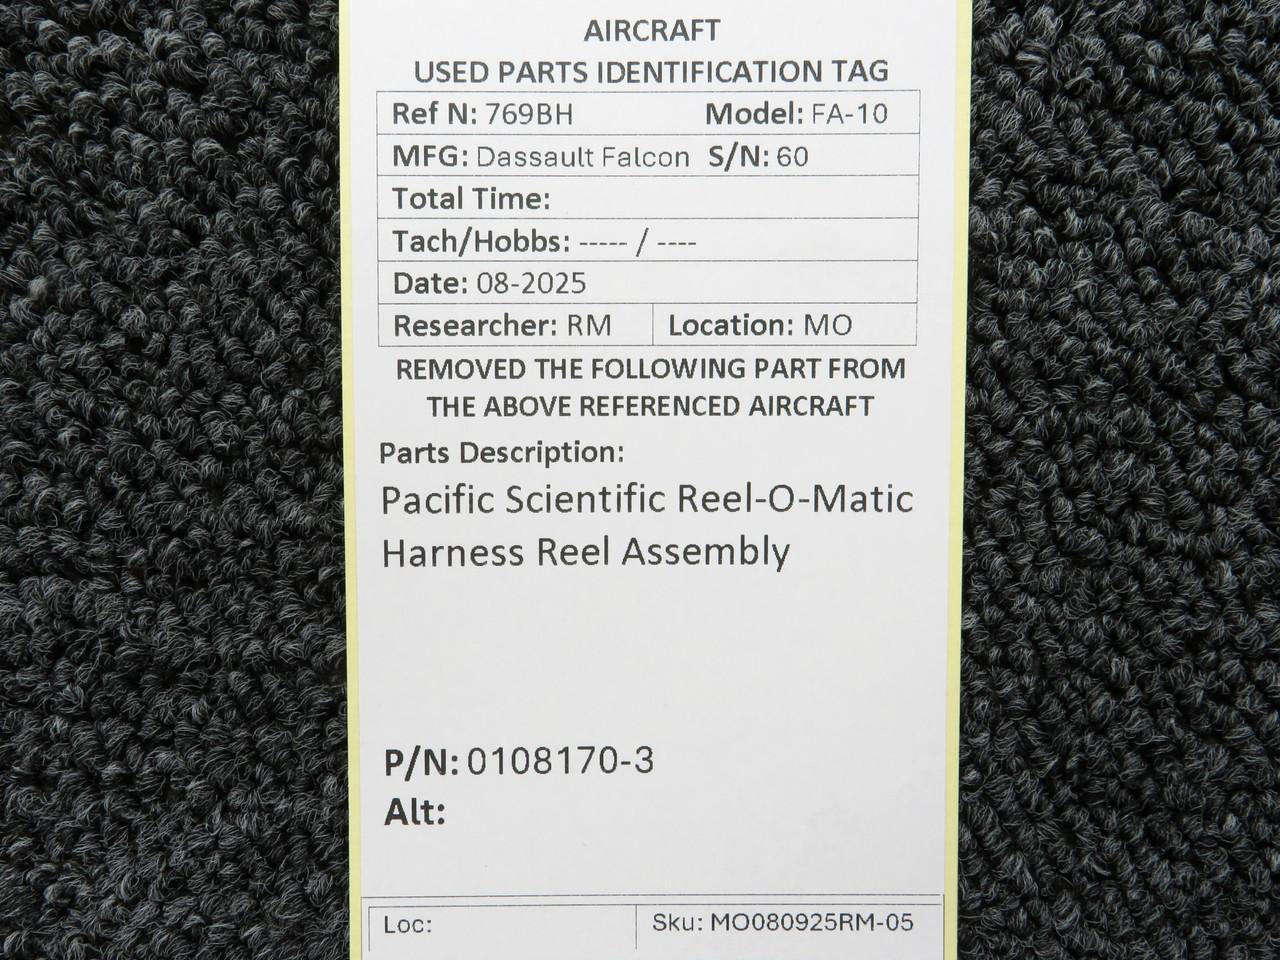 AIRCRAFT
USED PARTS IDENTIFICATION TAG
Ref N: 769BH Model: FA-10
MFG: Dassault Falcon S/N: 60
Total Time:
Tach/Hobbs: ----- / ----
Date: 08-2025
Researcher: RM Location: MO
REMOVED THE FOLLOWING PART FROM
THE ABOVE REFERENCED AIRCRAFT
Parts Description:
Pacific Scientific Reel-O-Matic
Harness Reel Assembly
P/N: 0108170-3
Alt:
Loc: Sku: MO080925RM-05